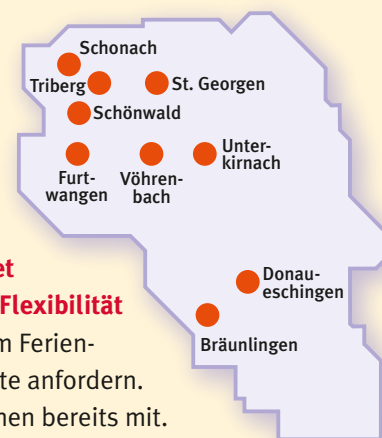 Schonach
Triberg
St. Georgen
Schönwald
Unter-
kirnach
Furt-
wangen
Vöhren-
bach
Donau-
eschingen
Bräunlingen
Flexibilität
Ferien-
anfordern.
bereits mit.